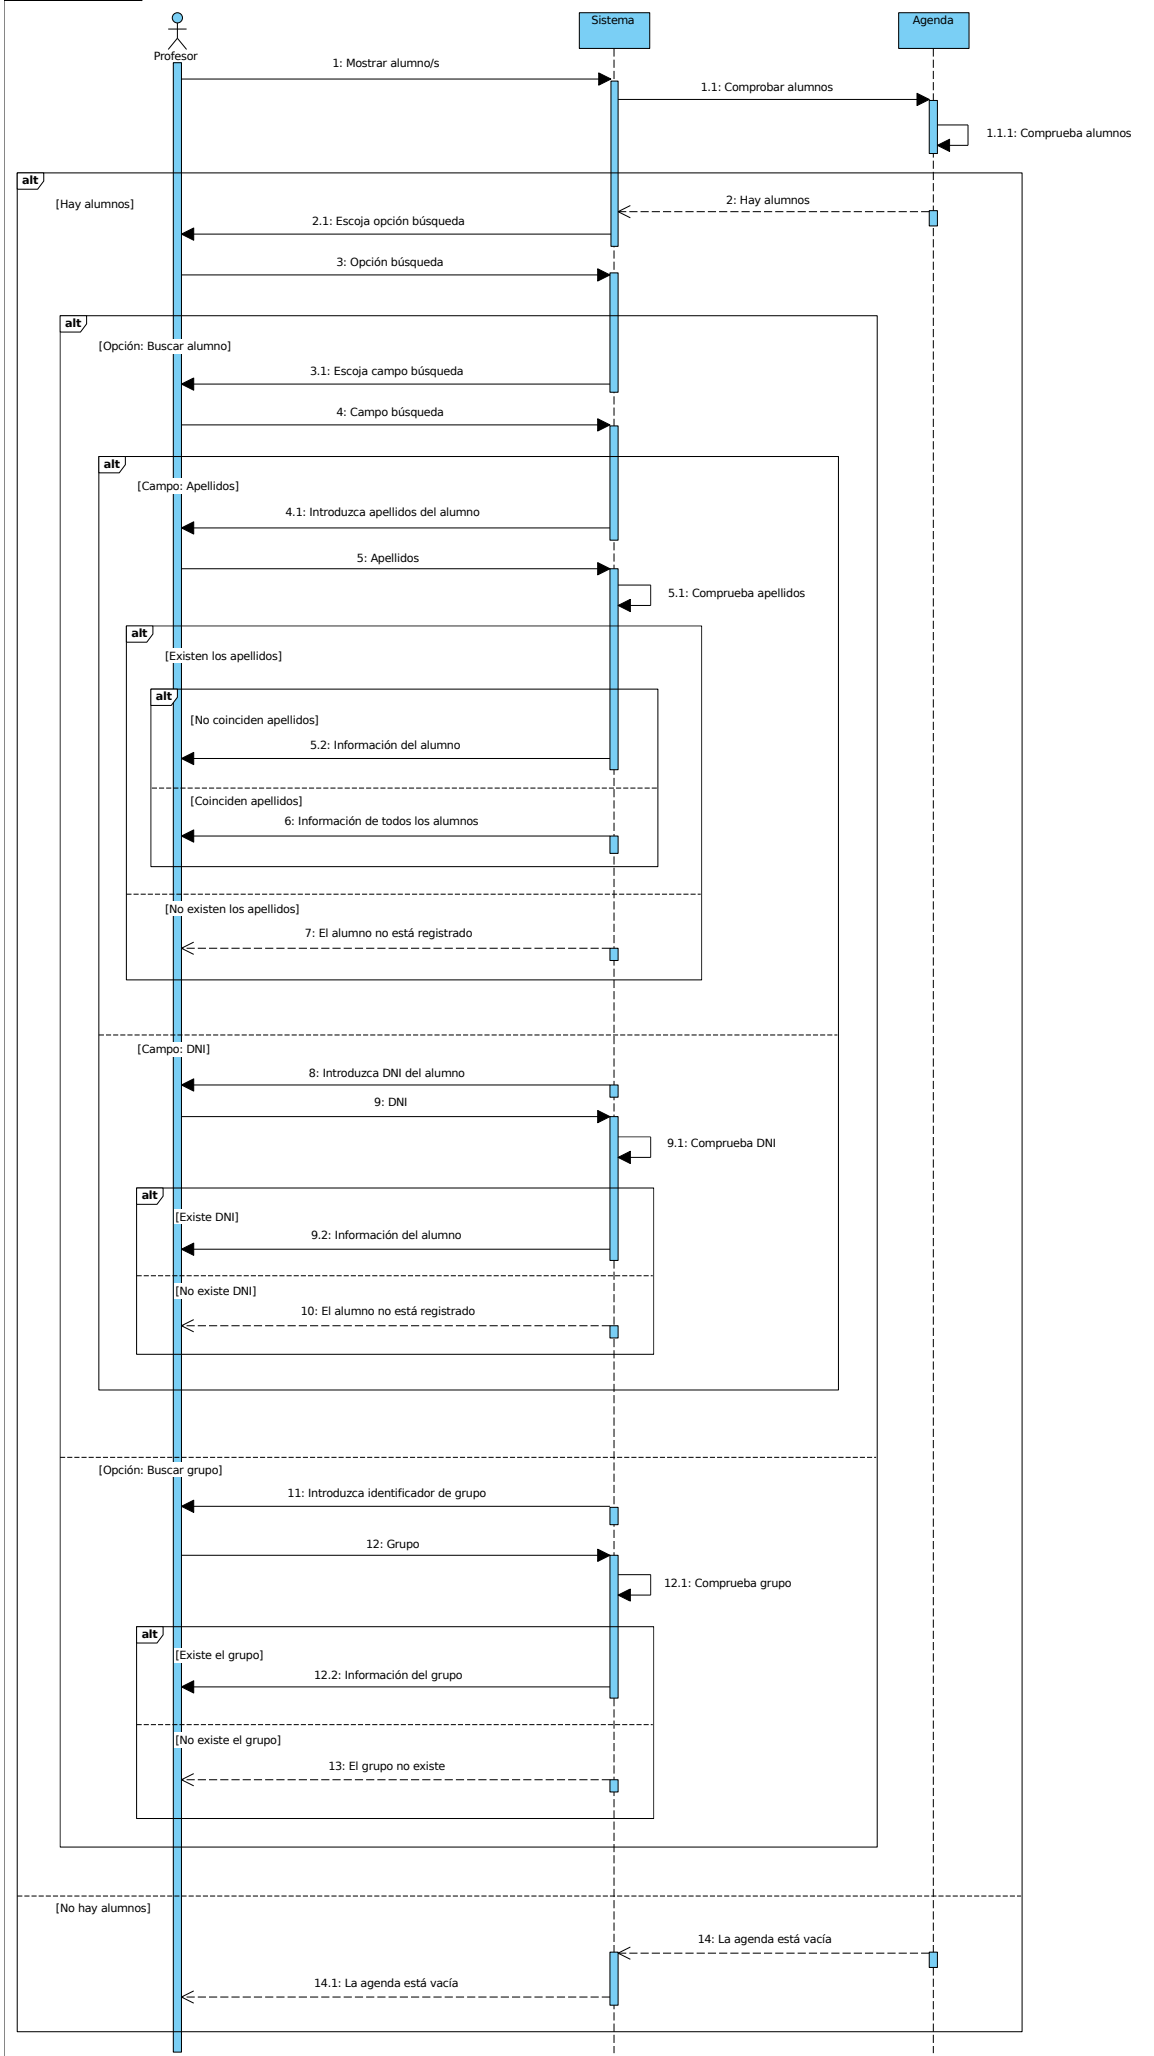 Profesor
Sistema
Agenda
1: Mostrar alumno/s
1.1: Comprobar alumnos
1.1.1: Comprueba alumnos
alt
[Hay alumnos]
2: Hay alumnos
2.1: Escoja opción búsqueda
3: Opción búsqueda
alt
[Opción: Buscar alumno]
3.1: Escoja campo búsqueda
4: Campo búsqueda
alt
[Campo: Apellidos]
4.1: Introduzca apellidos del alumno
5: Apellidos
5.1: Comprueba apellidos
alt
[Existen los apellidos]
alt
[No coinciden apellidos]
5.2: Información del alumno
[Coinciden apellidos]
6: Información de todos los alumnos
[No existen los apellidos]
7: El alumno no está registrado
[Campo: DNI]
8: Introduzca DNI del alumno
9: DNI
9.1: Comprueba DNI
alt
[Existe DNI]
9.2: Información del alumno
[No existe DNI]
10: El alumno no está registrado
[Opción: Buscar grupo]
11: Introduzca identificador de grupo
12: Grupo
12.1: Comprueba grupo
alt
[Existe el grupo]
12.2: Información del grupo
[No existe el grupo]
13: El grupo no existe
[No hay alumnos]
14: La agenda está vacía
14.1: La agenda está vacía